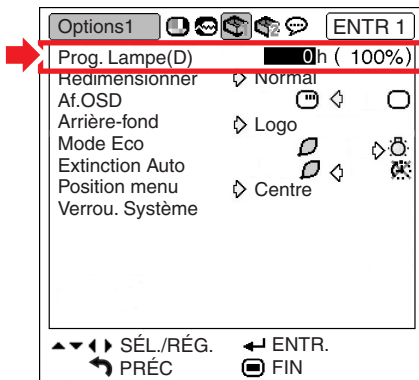 Options1 ENTR 1
Prog. Lampe(D) 0 h ( 100%)
Redimensionner Normal
Af.OSD
Arrière-fond Logo
Mode Eco
Extinction Auto
Position menu Centre
Verrou. Système
SÉL./RÉG. ENTR.
PRÉC FIN